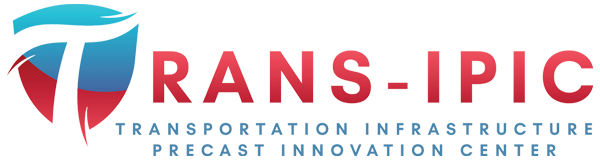 TRANS-IPIC
TRANSPORTATION INFRASTRUCTURE
PRECAST INNOVATION CENTER